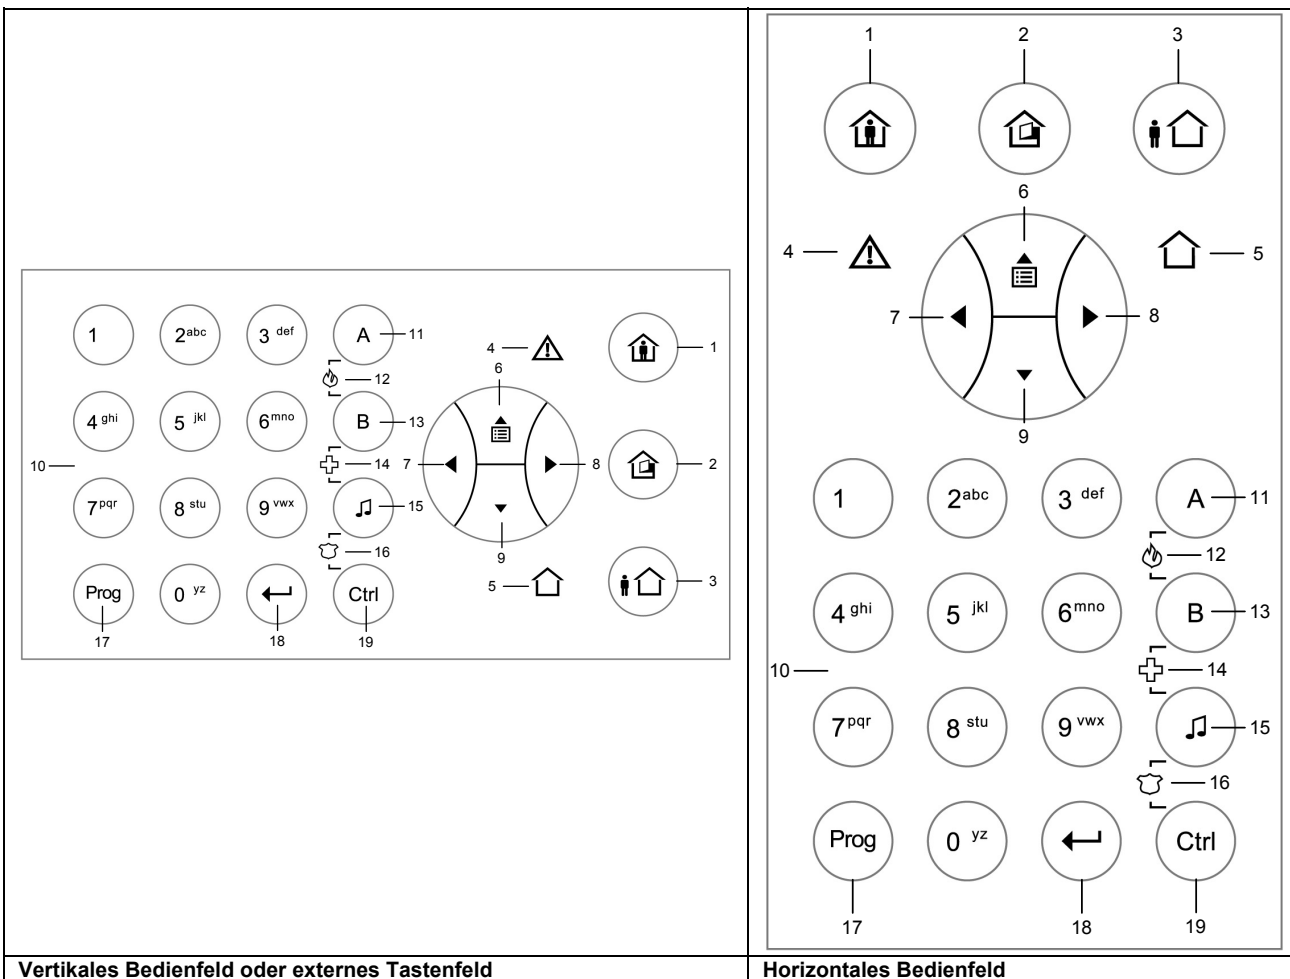 1 2abc 3 def A 11
4
1
12
6
4 ghi 5 jkl 6mno B 13
10
14 7 8 2
7pqr 8 stu 9 vwx 15
16
9
5 3
Prog 0 yz Ctrl
17 18 19
Vertikales Bedienfeld oder externes Tastenfeld
1 2 3
6
4 5
7 8
9
1 2abc 3 def A 11
12
4 ghi 5 jkl 6mno B 13
10 14
7pqr 8 stu 9 vwx 15
16
Prog 0 yz Ctrl
17 18 19
Horizontales Bedienfeld